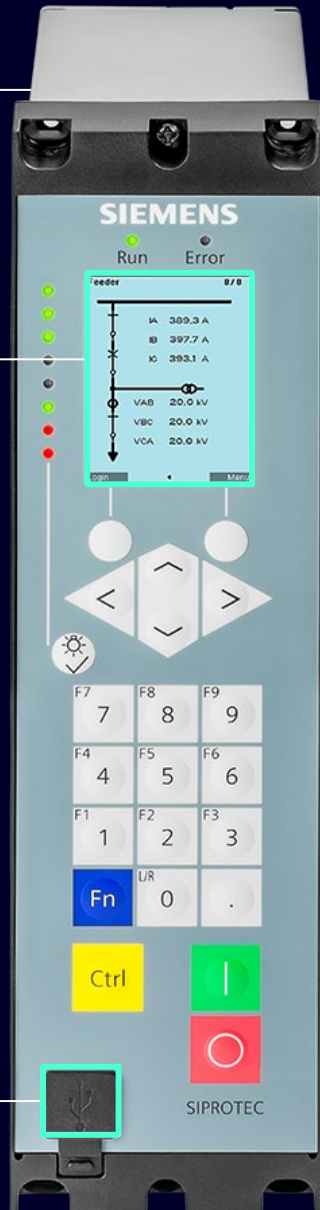 SIEMENS
Run Error
Feeder 8/8
IA 389.3 A
IB 397.7 A
IC 393.1 A
VAB 20.0 kV
VBC 20.0 kV
VCA 20.0 kV
Login Menu
F7 7 F8 8 F9 9
F4 4 F5 5 F6 6
F1 1 F2 2 F3 3
Fn L/R 0 .
Ctrl
SIPROTEC